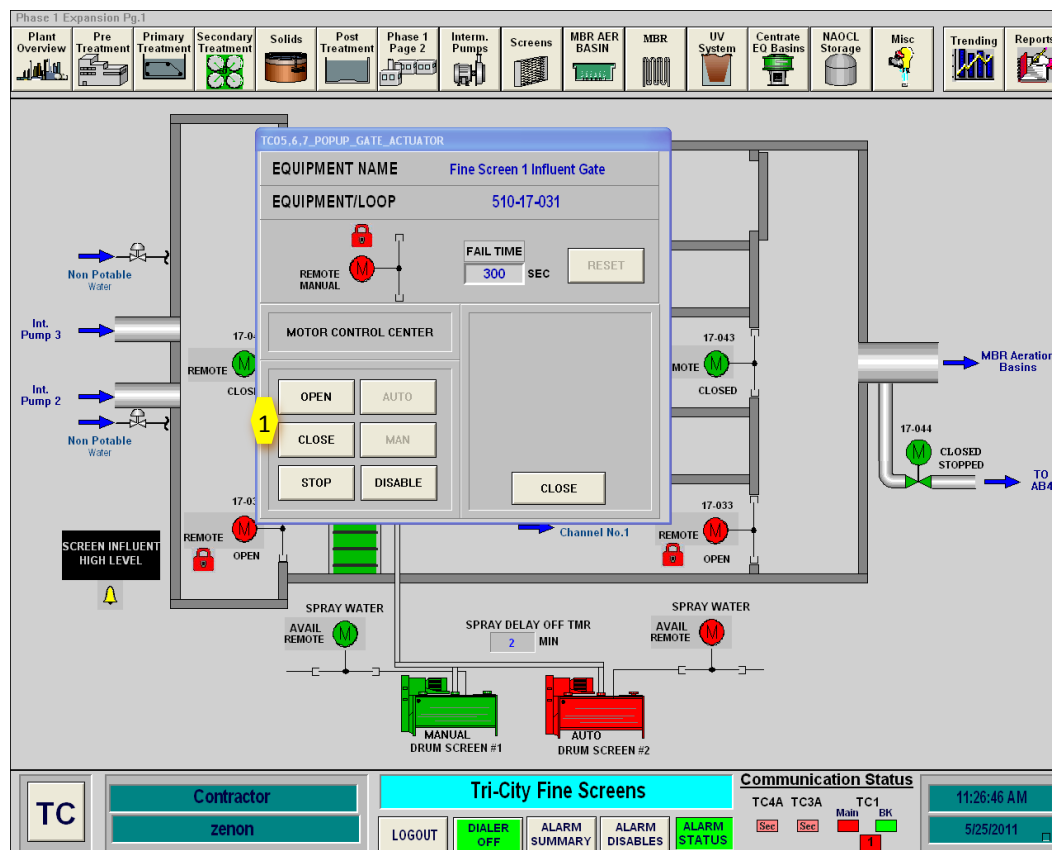 Phase 1 Expansion Pg.1
Plant
Overview
Pre
Treatment
Primary
Treatment
Secondary
Treatment
Solids
Post
Treatment
Phase 1
Page 2
Interm.
Pumps
Screens
MBR AER
BASIN
MBR
UV
System
Centrate
EQ Basins
NAOCL
Storage
Misc
Trending
Reports
TC05,6,7_POPUP_GATE_ACTUATOR
EQUIPMENT NAME Fine Screen 1 Influent Gate
EQUIPMENT/LOOP 510-17-031
REMOTE
MANUAL
M
FAIL TIME
300 SEC
RESET
MOTOR CONTROL CENTER
OPEN AUTO
1
CLOSE MAN
STOP DISABLE
CLOSE
Non Potable
Water
Int.
Pump 3
Int.
Pump 2
Non Potable
Water
REMOTE M
REMOTE M
OPEN
SCREEN INFLUENT
HIGH LEVEL
17-043
M
CLOSED
MBR Aeration
Basins
17-044
M
CLOSED
STOPPED
TO
AB4
Channel No.1
17-033
REMOTE M
OPEN
SPRAY WATER
AVAIL
REMOTE
M
SPRAY DELAY OFF TMR
2 MIN
SPRAY WATER
AVAIL
REMOTE
M
MANUAL
DRUM SCREEN #1
AUTO
DRUM SCREEN #2
TC
Contractor
zenon
Tri-City Fine Screens
LOGOUT
DIALER
OFF
ALARM
SUMMARY
ALARM
DISABLES
ALARM
STATUS
Communication Status
TC4A TC3A TC1
Main BK
Sec Sec
1
11:26:46 AM
5/25/2011